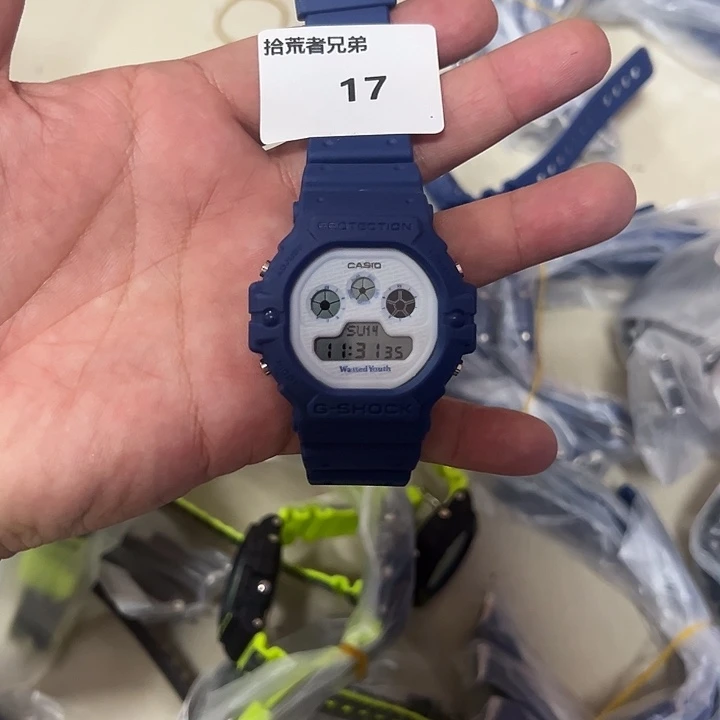 拾荒者兄弟
17
PROTECTION
CASIO
SU14
11:31 35
Wasted Youth
G-SHOCK